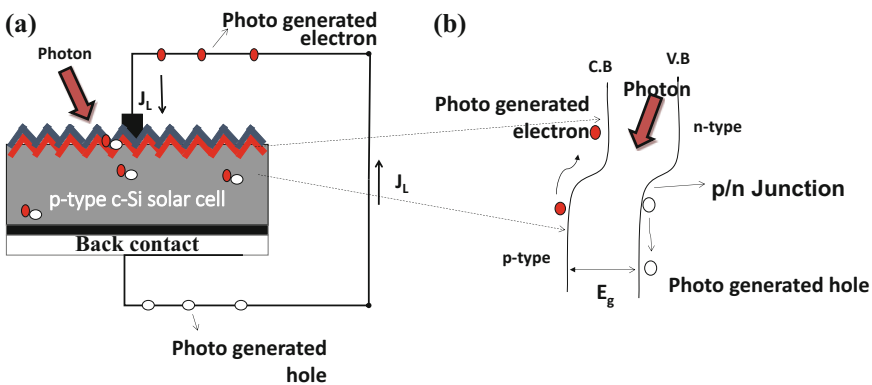 (a)
Photo generated
electron
Photon
J_L
p-type c-Si solar cell
Back contact
J_L
Photo generated
hole
(b)
C.B
V.B
Photon
Photo generated
electron
n-type
p/n Junction
p-type
E_g
Photo generated hole